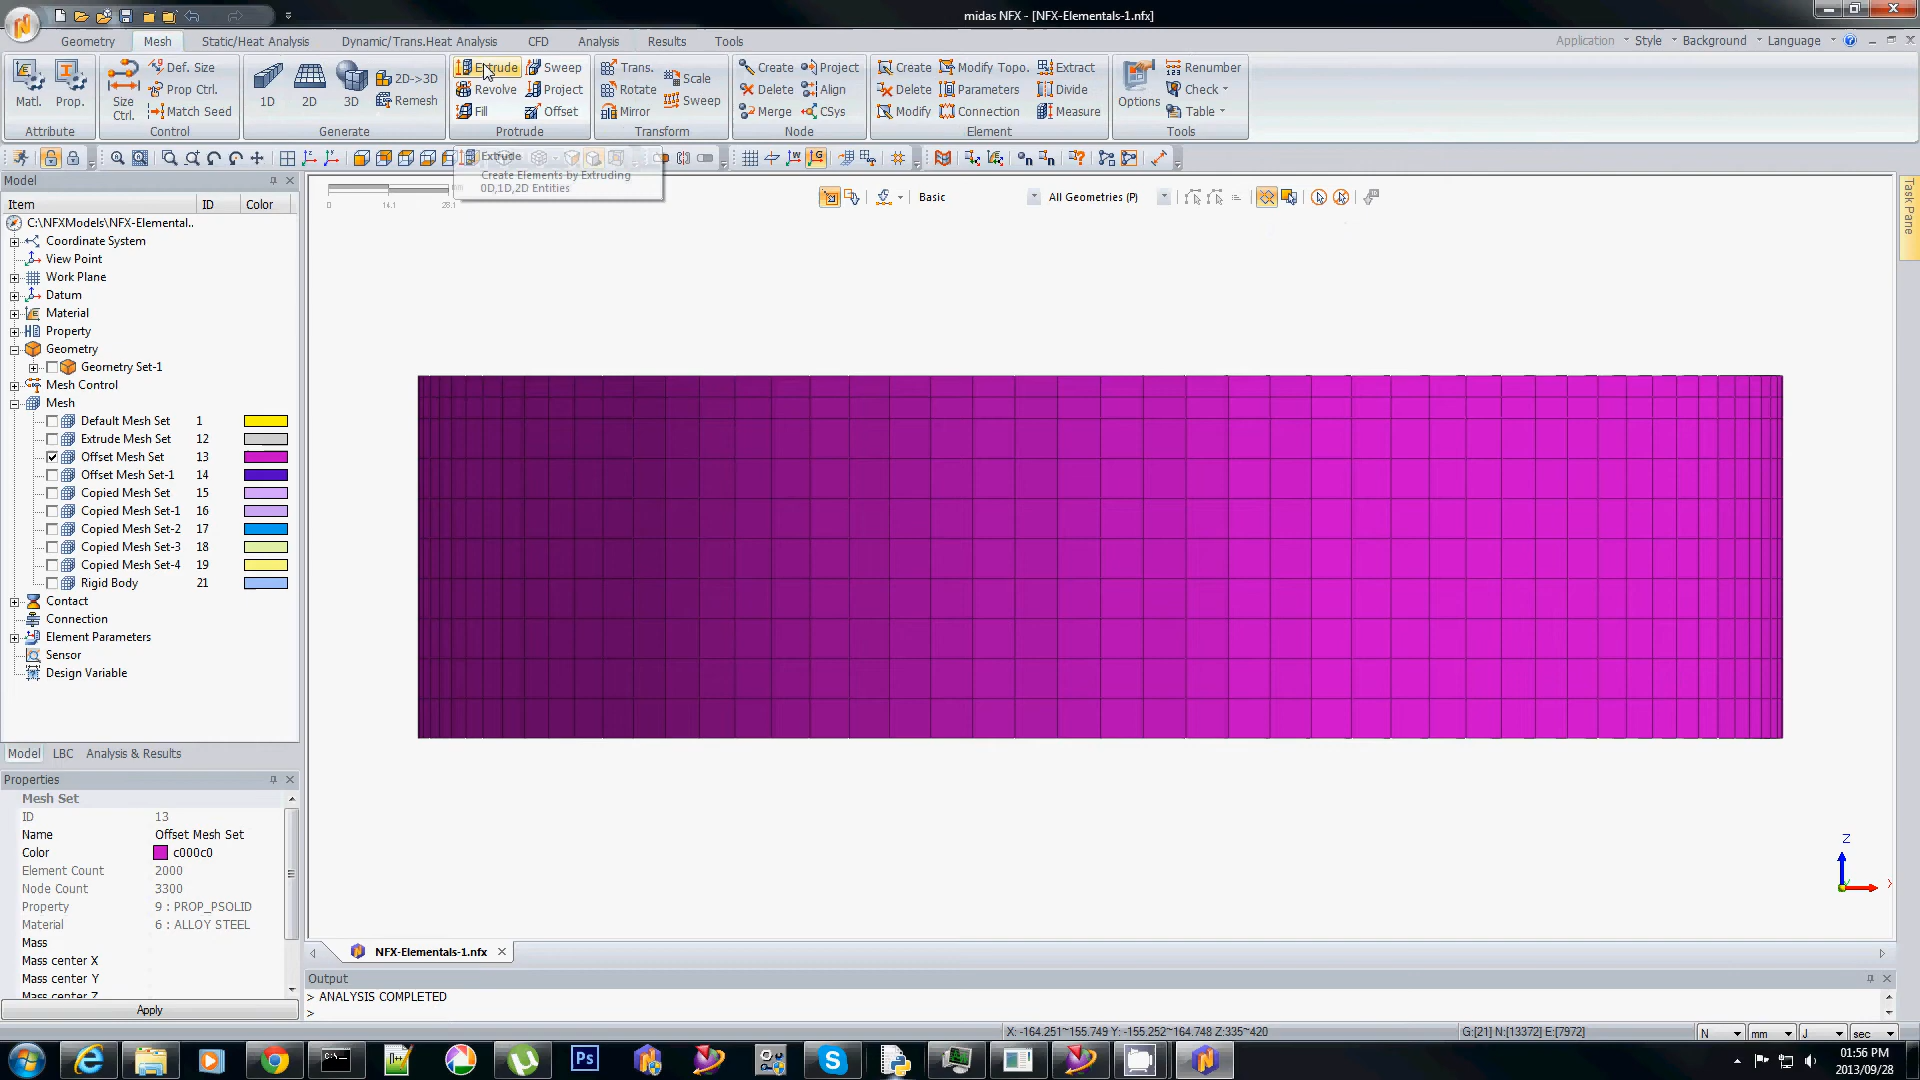 midas NFX - [NFX-Elementals-1.nfx]
Geometry Mesh Static/Heat Analysis Dynamic/Trans.Heat Analysis CFD Analysis Results Tools
Application Style Background Language
Matl. Prop. Size Ctrl. Def. Size Prop Ctrl. Match Seed
1D 2D 3D 2D->3D Remesh
Extrude Sweep Revolve Project Fill Offset
Trans. Rotate Mirror Scale Sweep
Create Project Delete Align Merge CSys
Create Modify Topo. Extract Delete Parameters Divide Modify Connection Measure
Options Renumber Check Table
Attribute Control Generate Protrude Transform Node Element Tools
Extrude
Create Elements by Extruding
0D,1D,2D Entities
Model
Item ID Color
C:\NFXModels\NFX-Elemental..
Coordinate System
View Point
Work Plane
Datum
Material
Property
Geometry
Geometry Set-1
Mesh Control
Mesh
Default Mesh Set 1
Extrude Mesh Set 12
Offset Mesh Set 13
Offset Mesh Set-1 14
Copied Mesh Set 15
Copied Mesh Set-1 16
Copied Mesh Set-2 17
Copied Mesh Set-3 18
Copied Mesh Set-4 19
Rigid Body 21
Contact
Connection
Element Parameters
Sensor
Design Variable
Model LBC Analysis & Results
Properties
Mesh Set
ID 13
Name Offset Mesh Set
Color c000c0
Element Count 2000
Node Count 3300
Property 9 : PROP_PSOLID
Material 6 : ALLOY STEEL
Mass
Mass center X
Mass center Y
Mass center Z
Apply
0 14.1 28.1
Basic All Geometries (P)
Task Pane
Z
NFX-Elementals-1.nfx
Output
> ANALYSIS COMPLETED
>
X: -164.251~155.749 Y: -155.252~164.748 Z:335~420 G:[21] N:[13372] E:[7972] N mm J sec
Ps
01:56 PM
2013/09/28